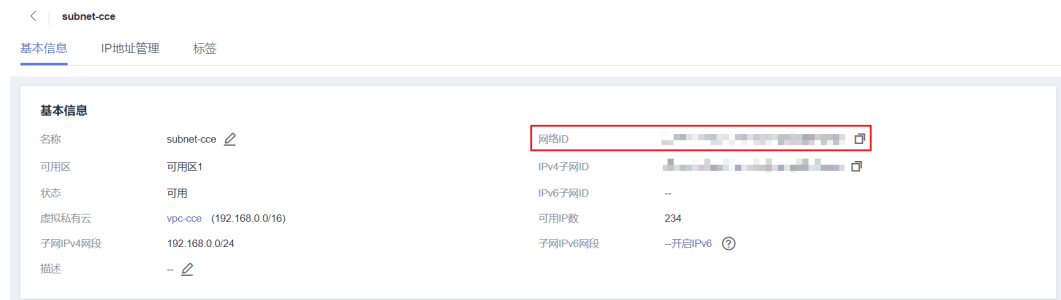 subnet-cce
基本信息 IP地址管理 标签
基本信息
名称 subnet-cce 网络ID
可用区 可用区1 IPv4子网ID
状态 可用 IPv6子网ID --
虚拟私有云 vpc-cce (192.168.0.0/16) 可用IP数 234
子网IPv4网段 192.168.0.0/24 子网IPv6网段 --开启IPv6
描述 --